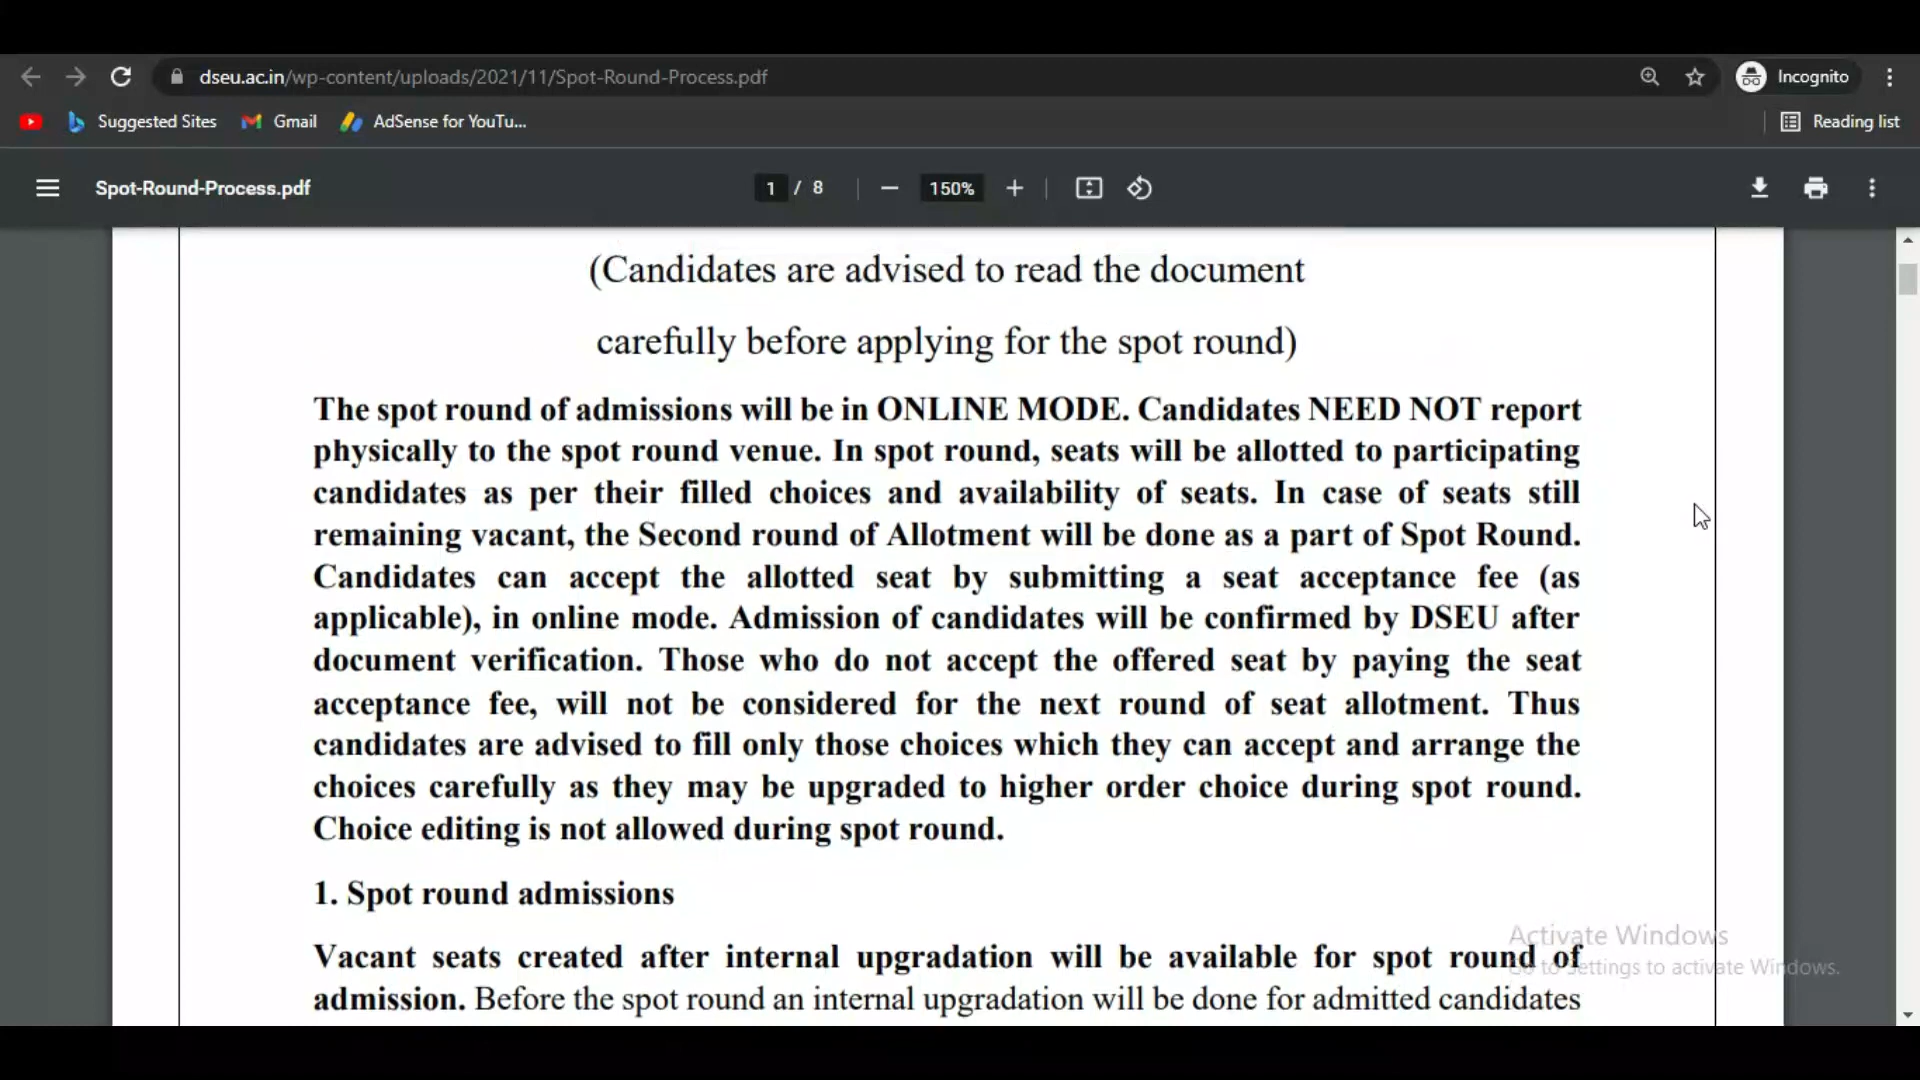 dseu.ac.in/wp-content/uploads/2021/11/Spot-Round-Process.pdf
Incognito
Suggested Sites
Gmail
AdSense for YouTu...
Reading list
Spot-Round-Process.pdf
1 / 8
150%
(Candidates are advised to read the document
carefully before applying for the spot round)
The spot round of admissions will be in ONLINE MODE. Candidates NEED NOT report
physically to the spot round venue. In spot round, seats will be allotted to participating
candidates as per their filled choices and availability of seats. In case of seats still
remaining vacant, the Second round of Allotment will be done as a part of Spot Round.
Candidates can accept the allotted seat by submitting a seat acceptance fee (as
applicable), in online mode. Admission of candidates will be confirmed by DSEU after
document verification. Those who do not accept the offered seat by paying the seat
acceptance fee, will not be considered for the next round of seat allotment. Thus
candidates are advised to fill only those choices which they can accept and arrange the
choices carefully as they may be upgraded to higher order choice during spot round.
Choice editing is not allowed during spot round.
1. Spot round admissions
Vacant seats created after internal upgradation will be available for spot round of
admission. Before the spot round an internal upgradation will be done for admitted candidates
Activate Windows
Go to Settings to activate Windows.